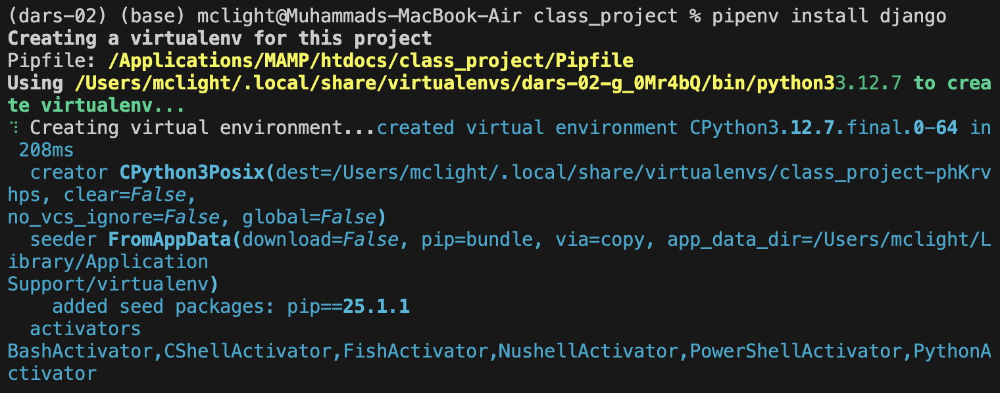 (dars-02) (base) mclight@Muhammads-MacBook-Air class_project % pipenv install django
Creating a virtualenv for this project
Pipfile: /Applications/MAMP/htdocs/class_project/Pipfile
Using /Users/mclight/.local/share/virtualenvs/dars-02-g_0Mr4bQ/bin/python33.12.7 to crea
te virtualenv...
⠹ Creating virtual environment...created virtual environment CPython3.12.7.final.0-64 in
 208ms
  creator CPython3Posix(dest=/Users/mclight/.local/share/virtualenvs/class_project-phKrv
hps, clear=False,
no_vcs_ignore=False, global=False)
  seeder FromAppData(download=False, pip=bundle, via=copy, app_data_dir=/Users/mclight/L
ibrary/Application
Support/virtualenv)
    added seed packages: pip==25.1.1
  activators
BashActivator,CShellActivator,FishActivator,NushellActivator,PowerShellActivator,PythonA
ctivator